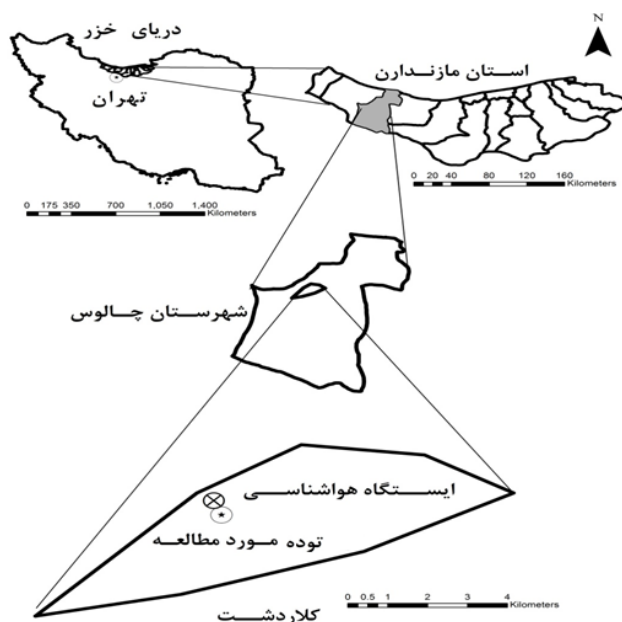 دریای خزر
تهران
0 175 350 700 1,050 1,400
Kilometers
N
استان مازندارن
0 20 40 80 120 160
Kilometers
شهرستان چالوس
ایستگاه هواشناسی
توده مورد مطالعه
کلاردشت
0 0.5 1 2 3 4
Kilometers